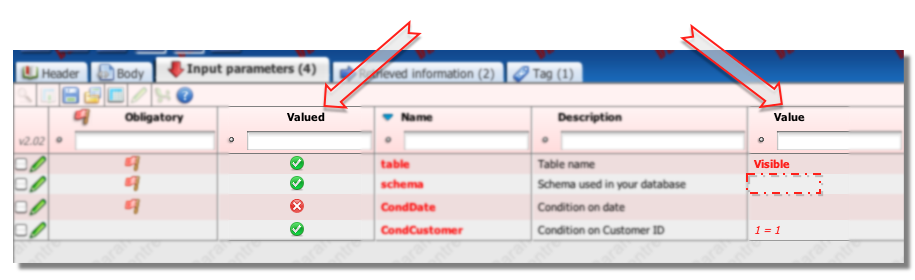 Header Body Input parameters (4) Retrieved information (2) Tag (1)
Obligatory Valued Name Description Value
v2.02
table Table name Visible
schema Schema used in your database
CondDate Condition on date
CondCustomer Condition on Customer ID 1 = 1